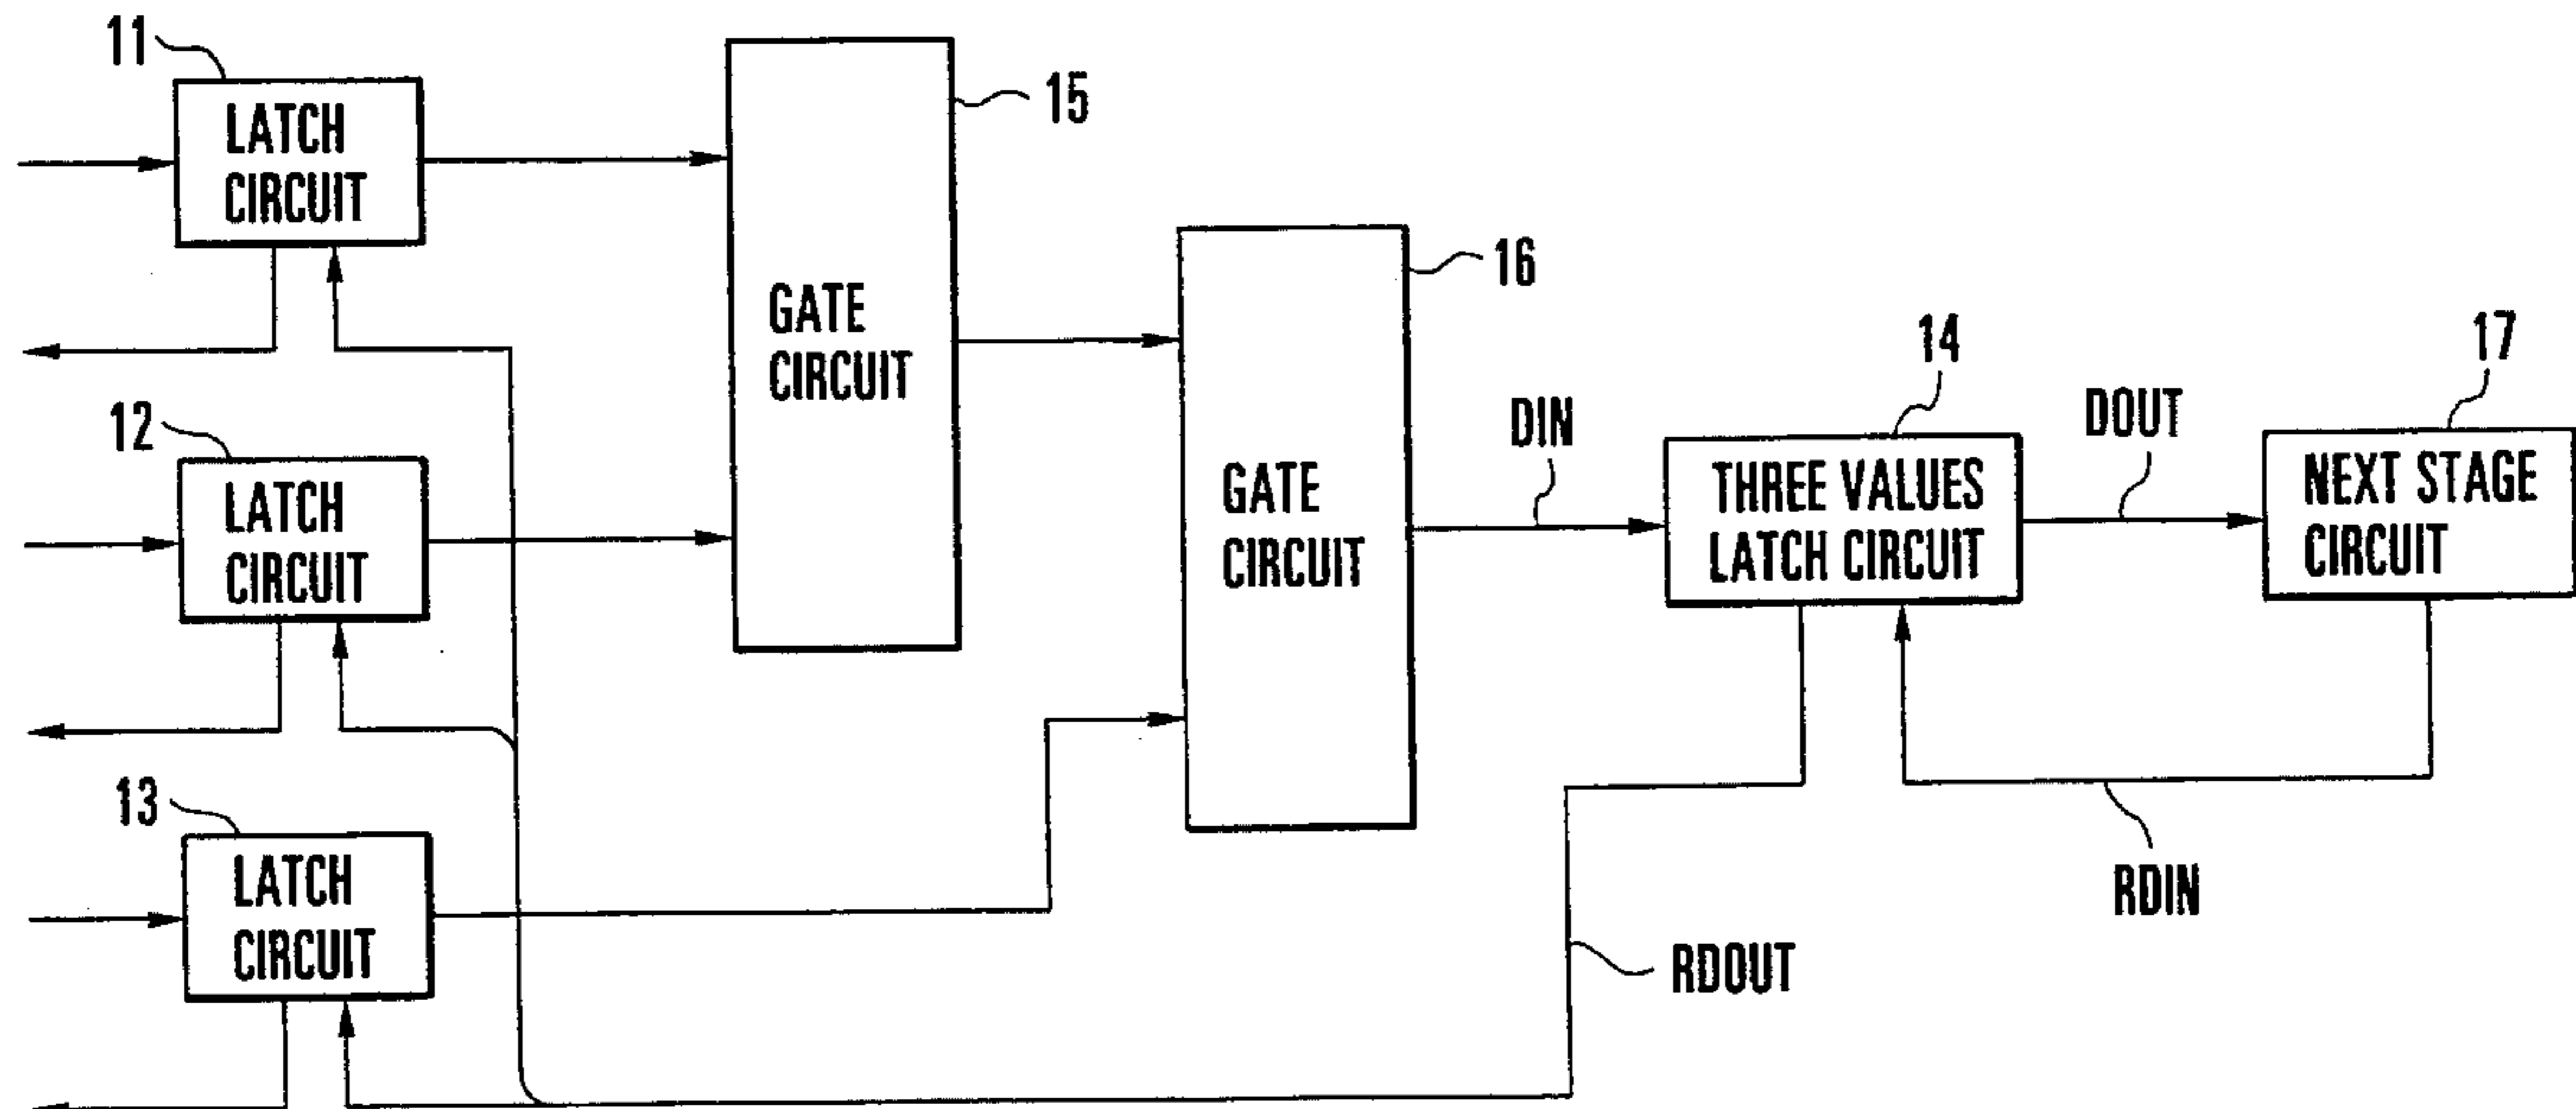 11
LATCH
CIRCUIT
15
GATE
CIRCUIT
12
LATCH
CIRCUIT
16
GATE
CIRCUIT
13
LATCH
CIRCUIT
DIN
14
THREE VALUES
LATCH CIRCUIT
DOUT
17
NEXT STAGE
CIRCUIT
RDIN
RDOUT